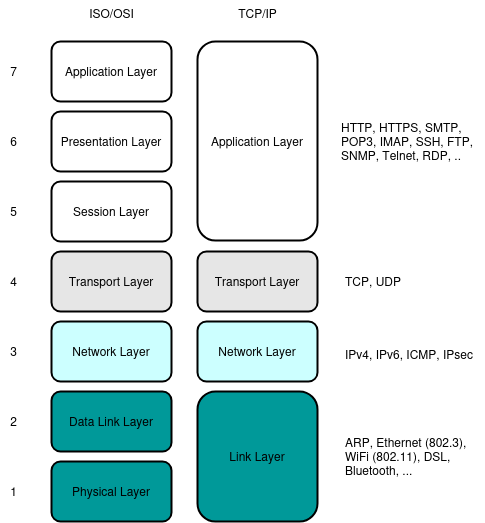 ISO/OSI
TCP/IP
7
Application Layer
6
Presentation Layer
Application Layer
HTTP, HTTPS, SMTP,
POP3, IMAP, SSH, FTP,
SNMP, Telnet, RDP, ..
5
Session Layer
4
Transport Layer
Transport Layer
TCP, UDP
3
Network Layer
Network Layer
IPv4, IPv6, ICMP, IPsec
2
Data Link Layer
Link Layer
ARP, Ethernet (802.3),
WiFi (802.11), DSL,
Bluetooth, ...
1
Physical Layer